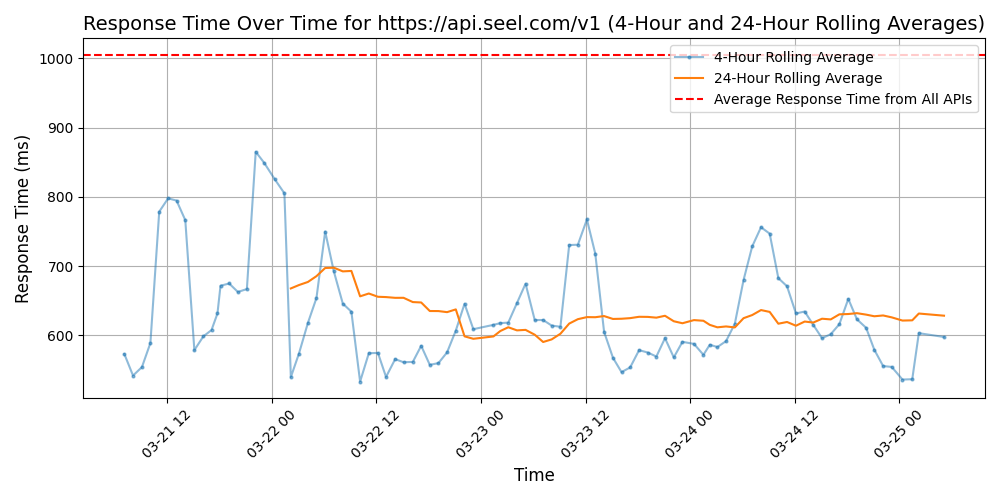 Response Time Over Time for https://api.seel.com/v1 (4-Hour and 24-Hour Rolling Averages)
4-Hour Rolling Average
24-Hour Rolling Average
Average Response Time from All APIs
Response Time (ms)
1000
900
800
700
600
03-21 12
03-22 00
03-22 12
03-23 00
03-23 12
03-24 00
03-24 12
03-25 00
Time